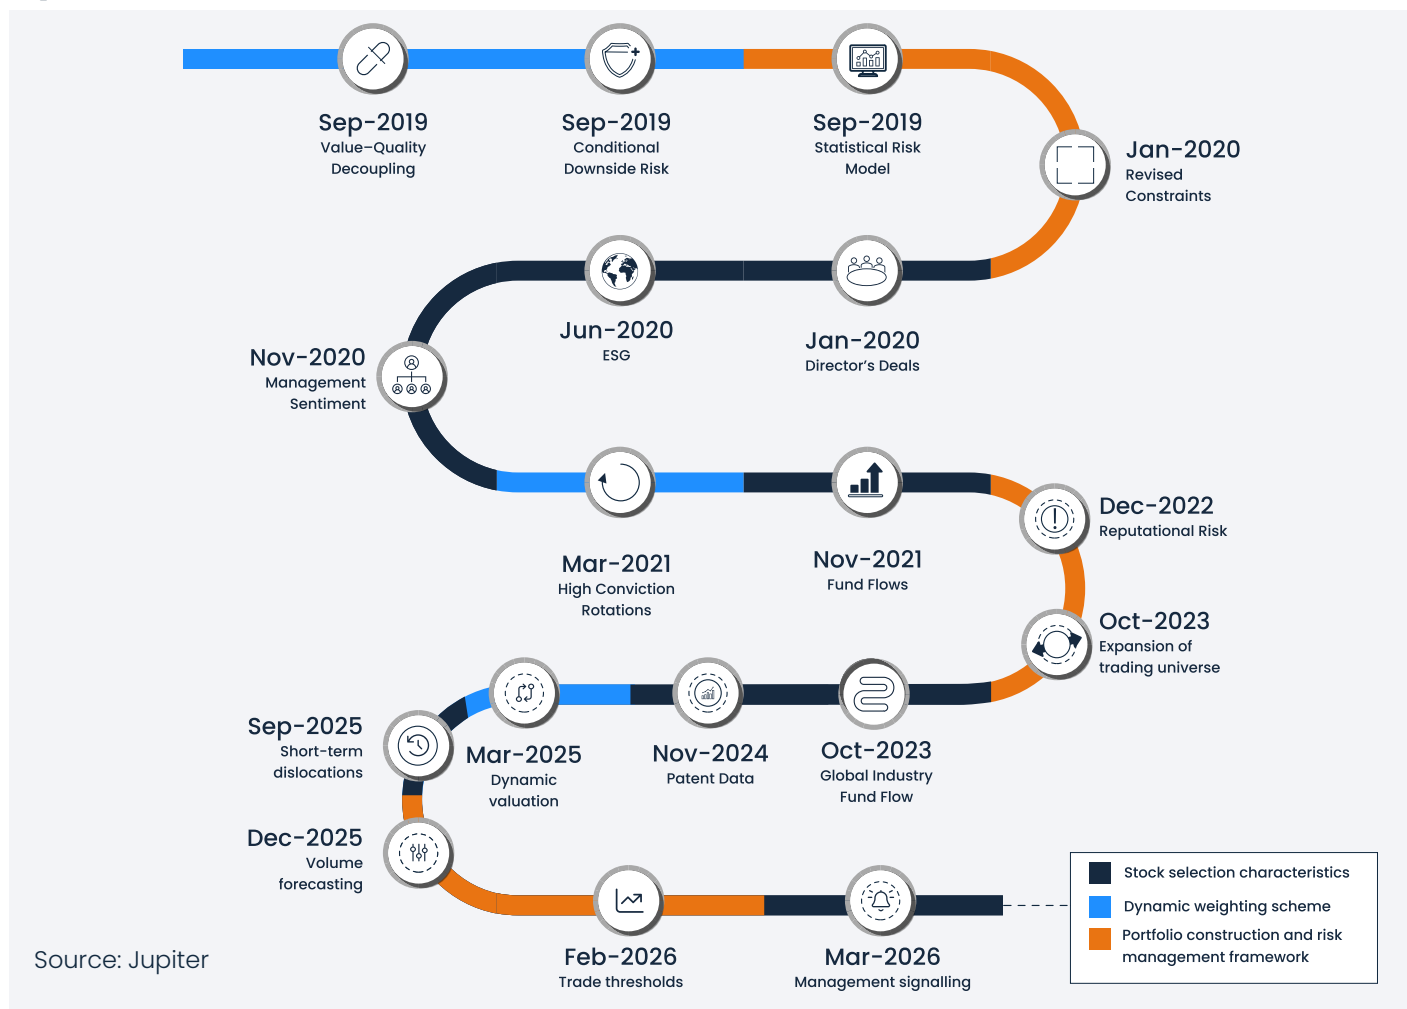 Sep-2019
Value–Quality
Decoupling
Sep-2019
Conditional
Downside Risk
Sep-2019
Statistical Risk
Model
Jan-2020
Revised
Constraints
Jun-2020
ESG
Jan-2020
Director’s Deals
Nov-2020
Management
Sentiment
Mar-2021
High Conviction
Rotations
Nov-2021
Fund Flows
Dec-2022
Reputational Risk
Oct-2023
Expansion of
trading universe
Oct-2023
Global Industry
Fund Flow
Nov-2024
Patent Data
Mar-2025
Dynamic
valuation
Sep-2025
Short-term
dislocations
Dec-2025
Volume
forecasting
Feb-2026
Trade thresholds
Mar-2026
Management signalling
Stock selection characteristics
Dynamic weighting scheme
Portfolio construction and risk
management framework
Source: Jupiter